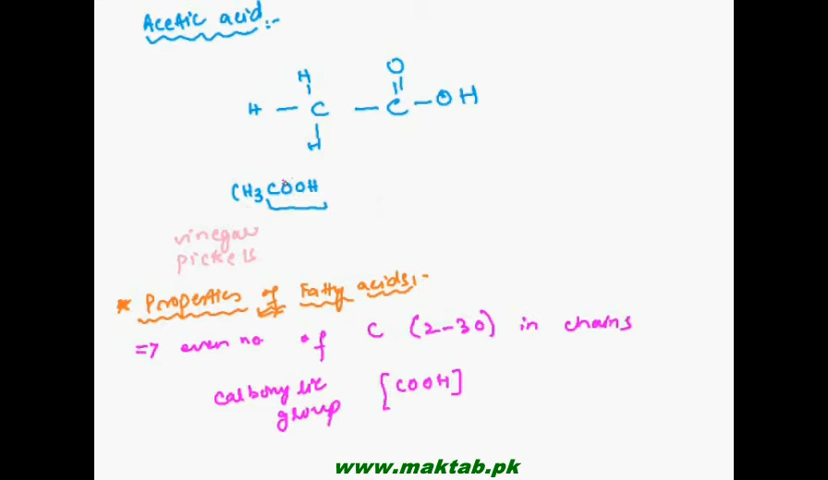 Acetic acid:-
O
H
H - C - C - OH
H
CH3COOH
vinegar
pickels
* Properties of Fatty acids:-
=> even no of C (2-30) in chains
carbonylic [COOH]
group
www.maktab.pk